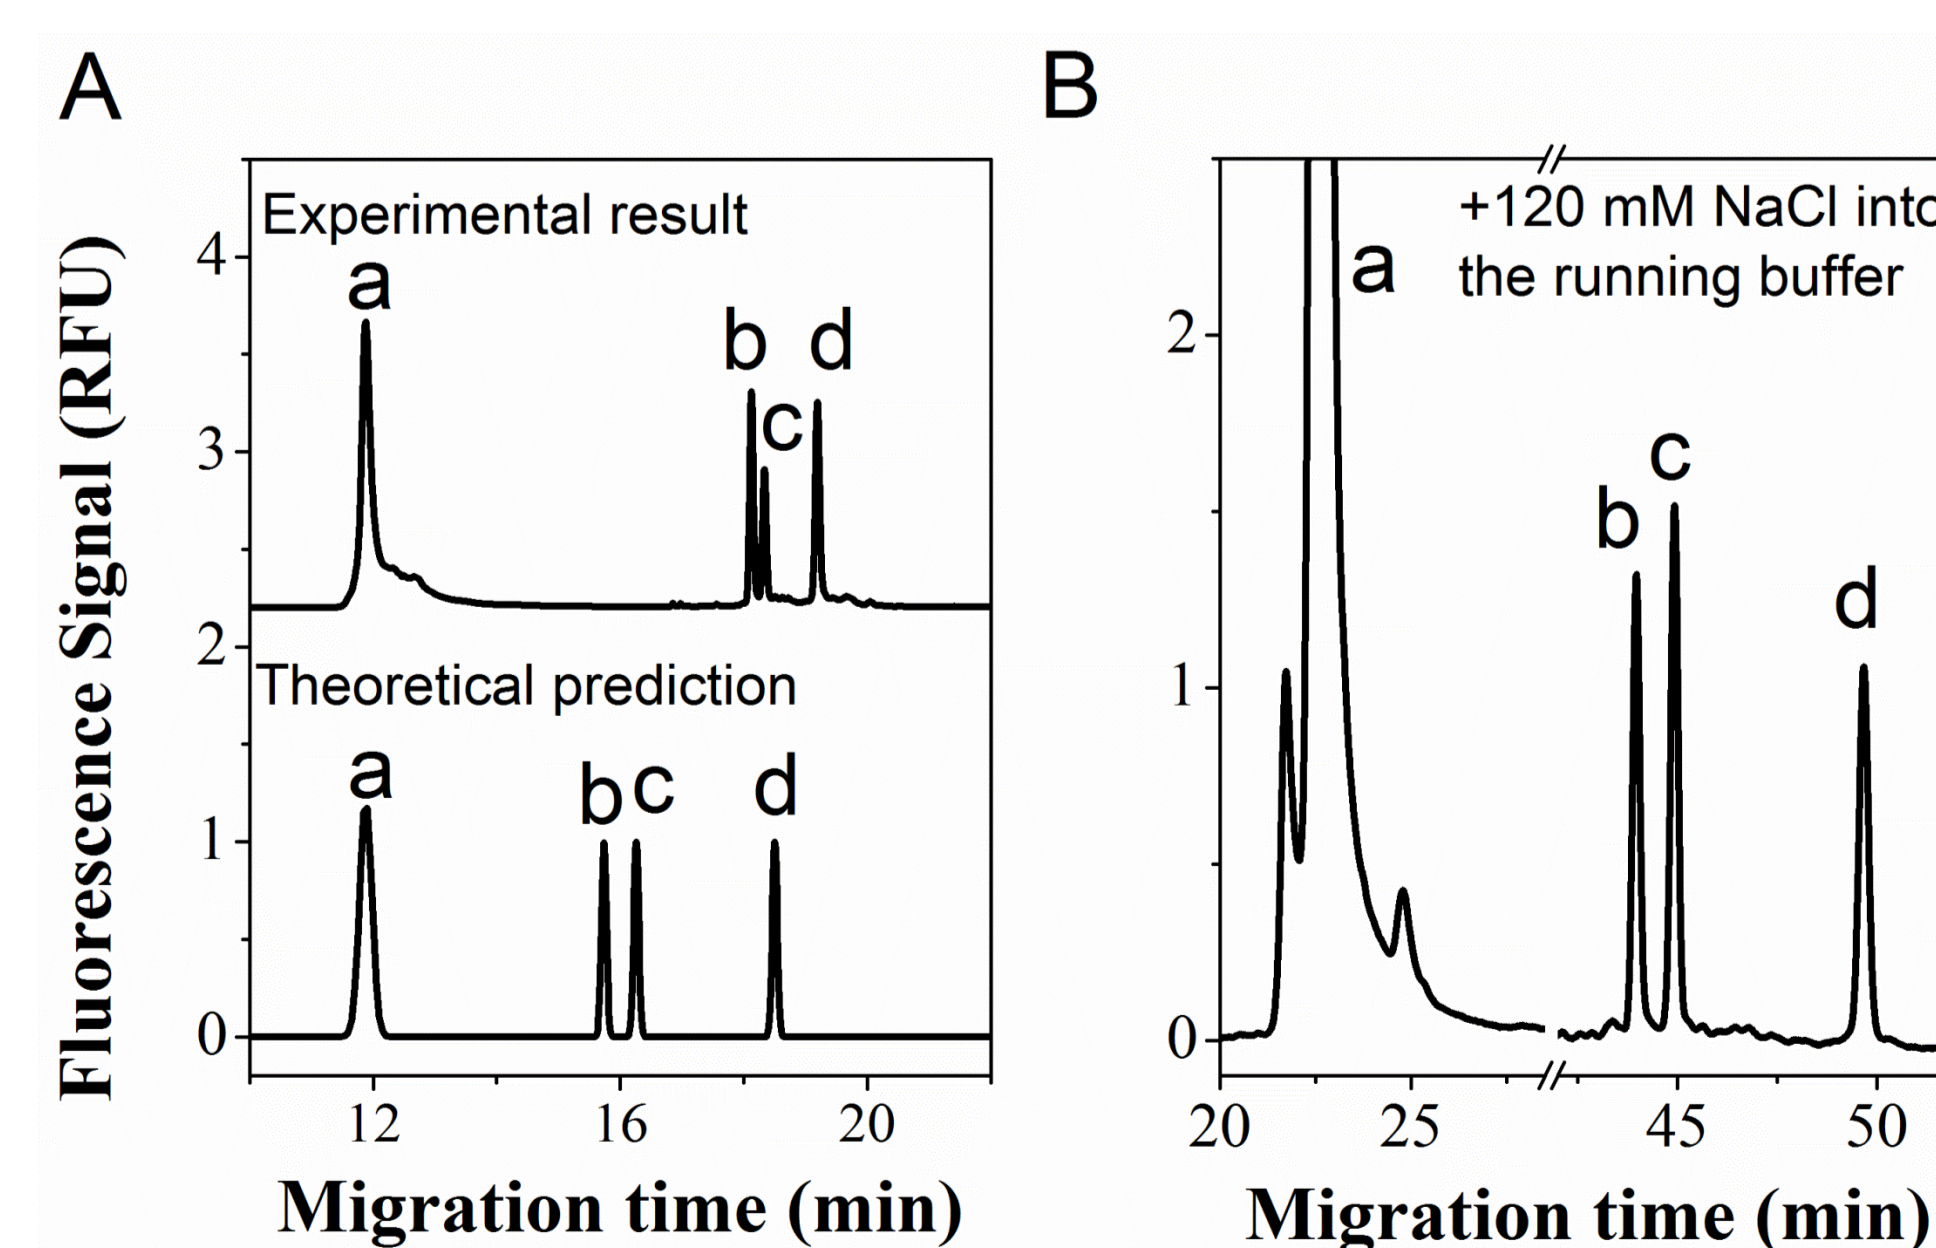 A
B
Experimental result
a
b
c
d
Theoretical prediction
a
b
c
d
Fluorescence Signal (RFU)
4
3
2
1
0
12 16 20
Migration time (min)
+120 mM NaCl into
the running buffer
a
b
c
d
2
1
0
20 25 45 50
Migration time (min)